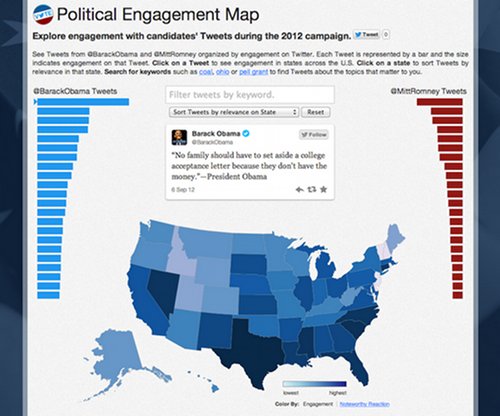 VOTE
Political Engagement Map
Explore engagement with candidates' Tweets during the 2012 campaign. Tweet 0
See Tweets from @BarackObama and @MittRomney organized by engagement on Twitter. Each Tweet is represented by a bar and the size
indicates engagement on that Tweet. Click on a Tweet to see engagement in states across the U.S. Click on a state to sort Tweets by
relevance in that state. Search for keywords such as coal, ohio or pell grant to find Tweets about the topics that matter to you.
@BarackObama Tweets
Filter tweets by keyword.
@MittRomney Tweets
Sort Tweets by relevance on State
Reset
Barack Obama
Follow
@BarackObama
"No family should have to set aside a college
acceptance letter because they don't have the
money."—President Obama
6 Sep 12
lowest highest
Color By: Engagement | Noteworthy Reaction